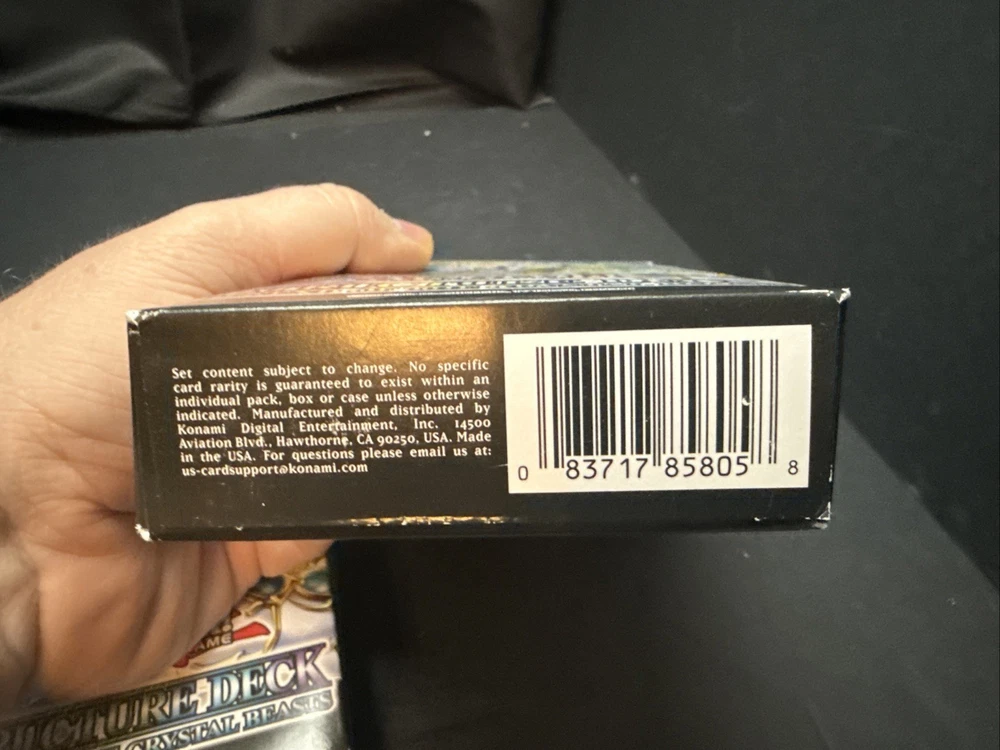 Set content subject to change. No specific
card rarity is guaranteed to exist within an
individual pack, box or case unless otherwise
indicated. Manufactured and distributed by
Konami Digital Entertainment, Inc. 14500
Aviation Blvd., Hawthorne, CA 90250, USA. Made
in the USA. For questions please email us at:
us-cardsupport@konami.com
0 83717 85805 8
GAME
UCTURE DECK
CRYSTAL BEASTS